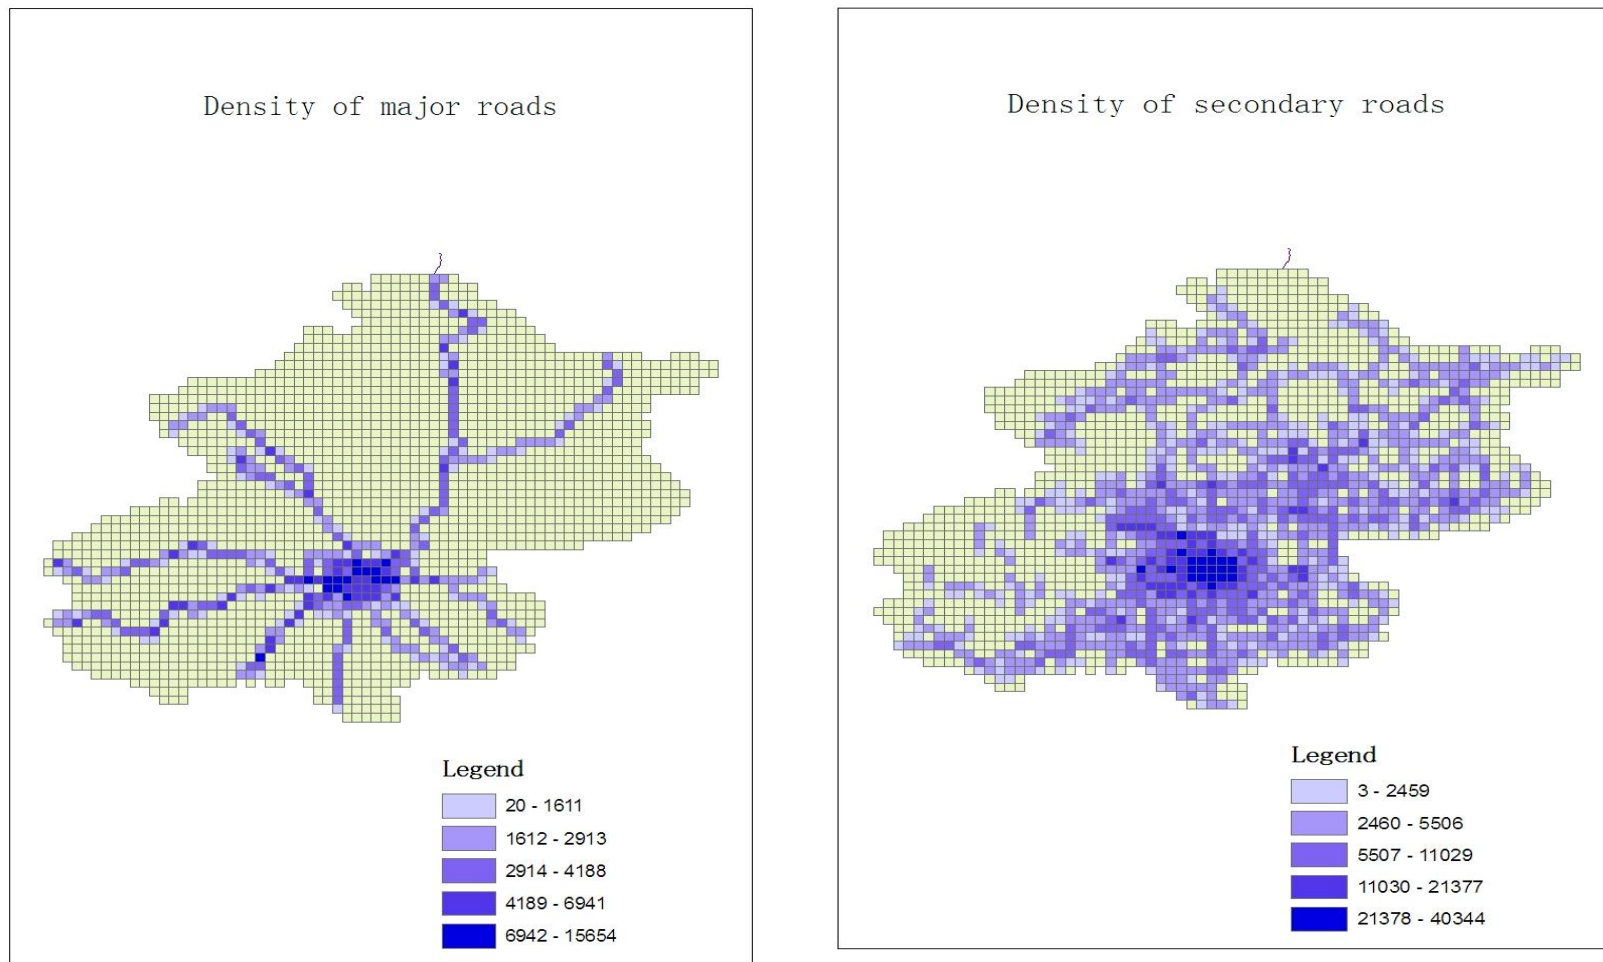 Density of major roads
Legend
20 - 1611
1612 - 2913
2914 - 4188
4189 - 6941
6942 - 15654
Density of secondary roads
Legend
3 - 2459
2460 - 5506
5507 - 11029
11030 - 21377
21378 - 40344